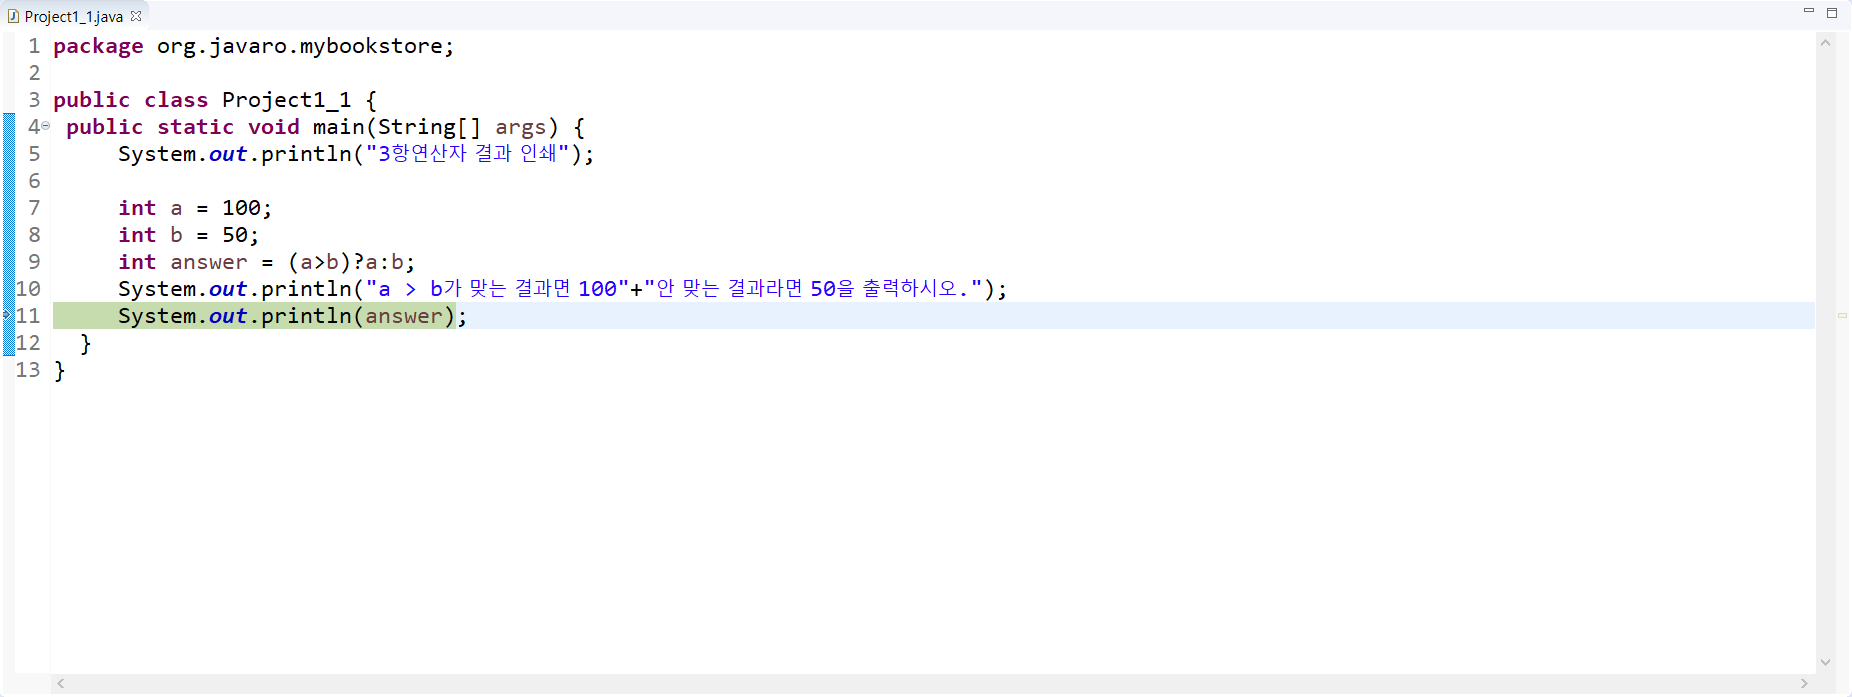 Project1_1.java
1 package org.javaro.mybookstore;
2
3 public class Project1_1 {
4 public static void main(String[] args) {
5 System.out.println("3항연산자 결과 인쇄");
6
7 int a = 100;
8 int b = 50;
9 int answer = (a>b)?a:b;
10 System.out.println("a > b가 맞는 결과면 100"+"안 맞는 결과라면 50을 출력하시오.");
11 System.out.println(answer);
12 }
13 }